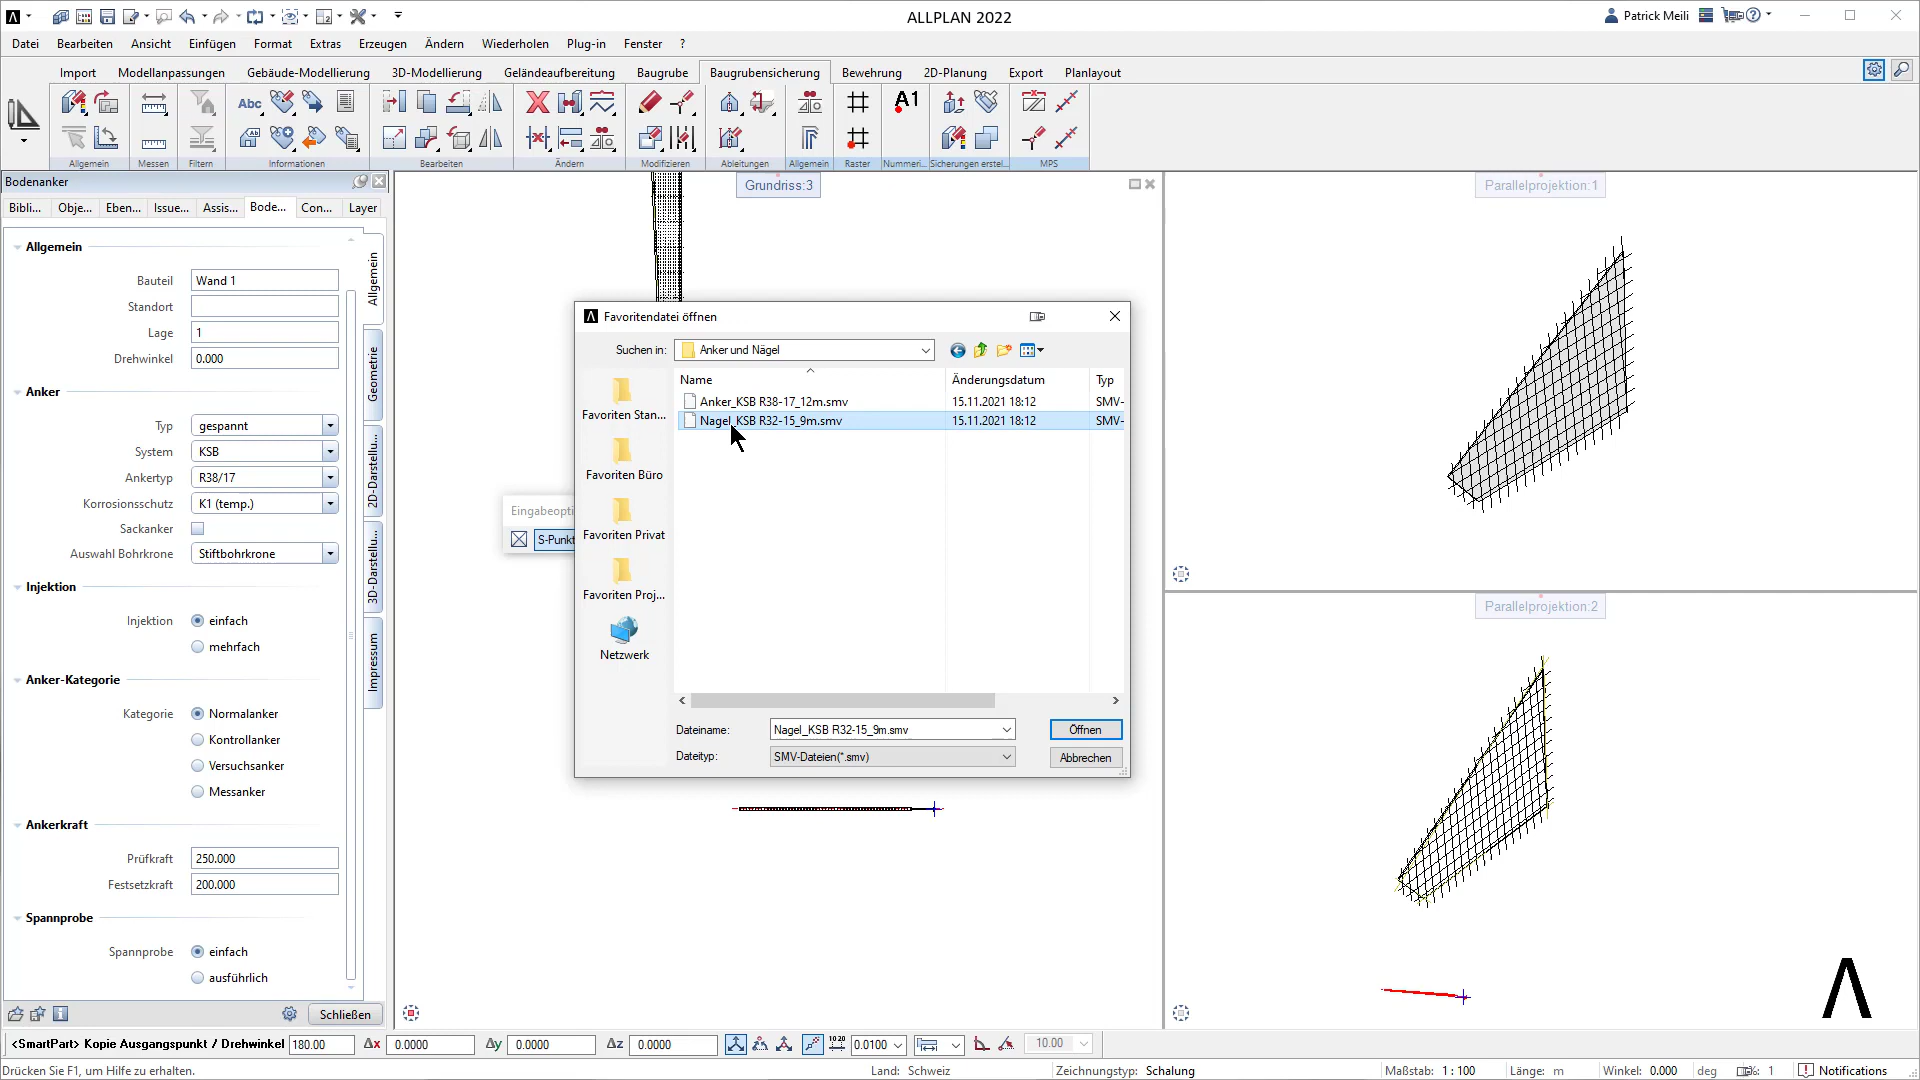 ALLPLAN 2022
Patrick Meili
Datei Bearbeiten Ansicht Einfügen Format Extras Erzeugen Ändern Wiederholen Plug-in Fenster ?
Import Modellanpassungen Gebäude-Modellierung 3D-Modellierung Geländeaufbereitung Baugrube Baugrubensicherung Bewehrung 2D-Planung Export Planlayout
Abc A1
Allgemein Messen Filtern Informationen Bearbeiten Ändern Modifizieren Ableitungen Allgemein Raster Nummeri... Sicherungen erstel... MPS
Bodenanker
Bibli... Obje... Eben... Issue... Assis... Bode... Con... Layer
Allgemein
Bauteil Wand 1
Standort
Lage 1
Drehwinkel 0.000
Anker
Typ gespannt
System KSB
Ankertyp R38/17
Korrosionsschutz K1 (temp.)
Sackanker
Auswahl Bohrkrone Stiftbohrkrone
Injektion
Injektion einfach
mehrfach
Anker-Kategorie
Kategorie Normalanker
Kontrollanker
Versuchsanker
Messanker
Ankerkraft
Prüfkraft 250.000
Festsetzkraft 200.000
Spannprobe
Spannprobe einfach
ausführlich
Schließen
Allgemein
Geometrie
2D-Darstellu...
3D-Darstellu...
Impressum
Grundriss:3
Parallelprojektion:1
Parallelprojektion:2
Eingabeopti
S-Punkt
Favoritendatei öffnen
Suchen in: Anker und Nägel
Name Änderungsdatum Typ
Anker_KSB R38-17_12m.smv 15.11.2021 18:12 SMV-
Nagel_KSB R32-15_9m.smv 15.11.2021 18:12 SMV-
Favoriten Stan...
Favoriten Büro
Favoriten Privat
Favoriten Proj...
Netzwerk
Dateiname: Nagel_KSB R32-15_9m.smv Öffnen
Dateityp: SMV-Dateien(*.smv) Abbrechen
<SmartPart> Kopie Ausgangspunkt / Drehwinkel 180.00 Δx 0.0000 Δy 0.0000 Δz 0.0000 0.0100 10.00
Drücken Sie F1, um Hilfe zu erhalten. Land: Schweiz Zeichnungstyp: Schalung Maßstab: 1 : 100 Länge: m Winkel: 0.000 deg %: 1 Notifications